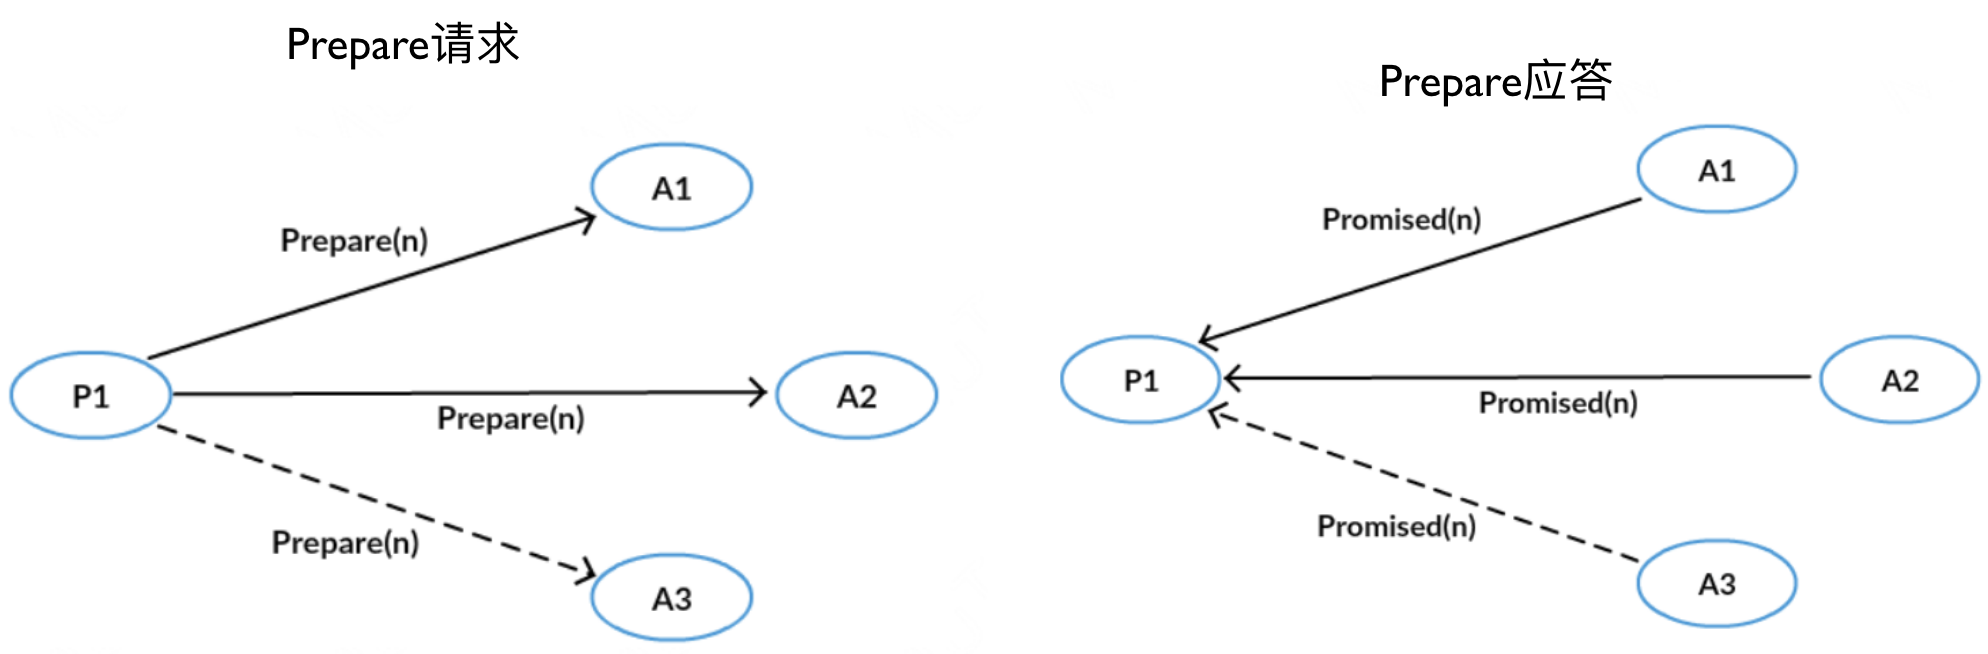 Prepare请求
A1
Prepare(n)
P1
A2
Prepare(n)
Prepare(n)
A3
Prepare应答
A1
Promised(n)
P1
A2
Promised(n)
Promised(n)
A3